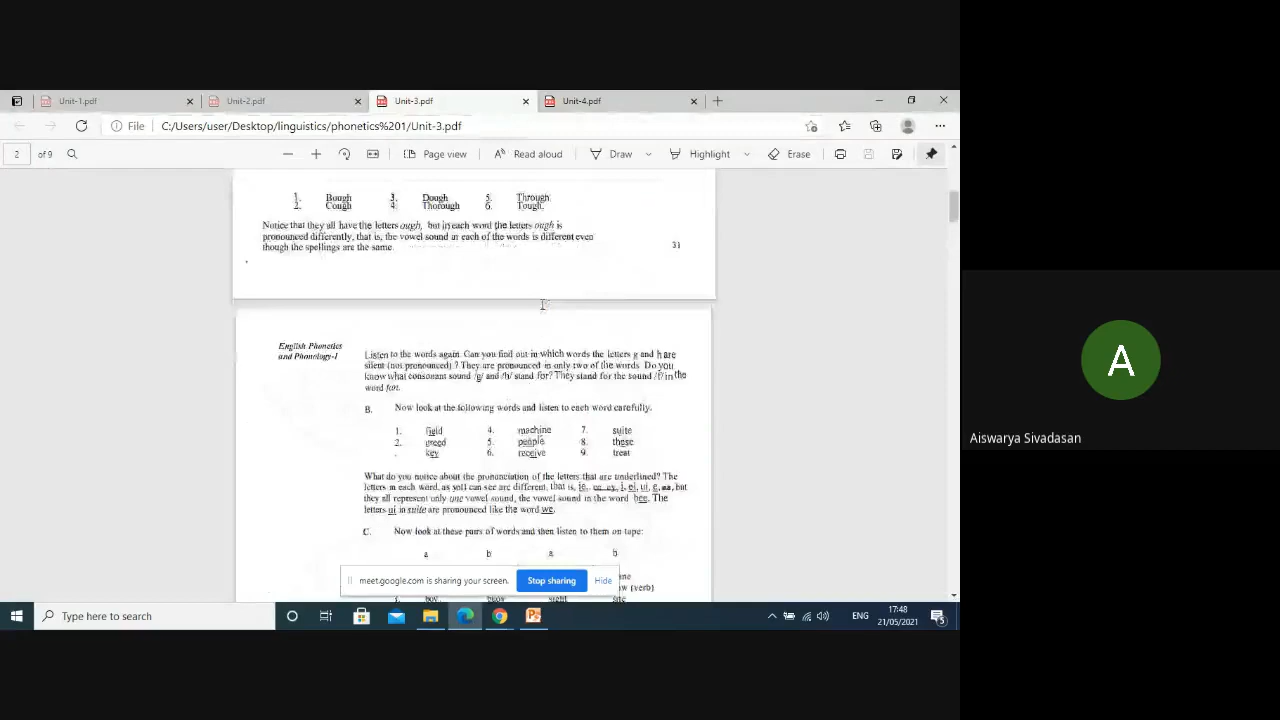 Unit-1.pdf
Unit-2.pdf
Unit-3.pdf
Unit-4.pdf
File C:/Users/user/Desktop/linguistics/phonetics%201/Unit-3.pdf
2 of 9
Page view
Read aloud
Draw
Highlight
Erase
1. Bough 3. Dough 5. Through
2. Cough 4. Thorough 6. Tough
Notice that they all have the letters ough, but in each word the letters ough is
pronounced differently, that is, the vowel sound in each of the words is different even
though the spellings are the same.
31
English Phonetics
and Phonology-I
Listen to the words again. Can you find out in which words the letters g and h are
silent (not pronounced) ? They are pronounced in only two of the words. Do you
know what consonant sound /g/ and /h/ stand for? They stand for the sound /f/ in the
word for.
B. Now look at the following words and listen to each word carefully.
1. 4. machine 7. suite
2. 5. people 8. these
key 6. receive 9. treat
What do you notice about the pronunciation of the letters that are underlined? The
letters in each word, as you can see are different, that is, ie, ey, i, ei, ui, e, ea, but
they all represent only one vowel sound, the vowel sound in the word bee. The
letters ui in suite are pronounced like the word we.
C. Now look at these pairs of words and then listen to them on tape:
a b a b
(verb)
site
meet.google.com is sharing your screen.
Stop sharing
Hide
Type here to search
ENG
17:48
21/05/2021
5
A
Aiswarya Sivadasan